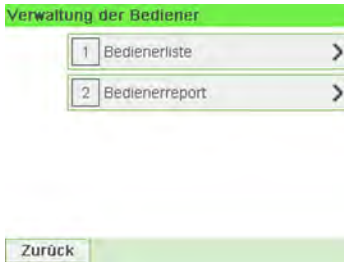 Verwaltung der Bediener
1 Bedienerliste
2 Bedienerreport
Zurück